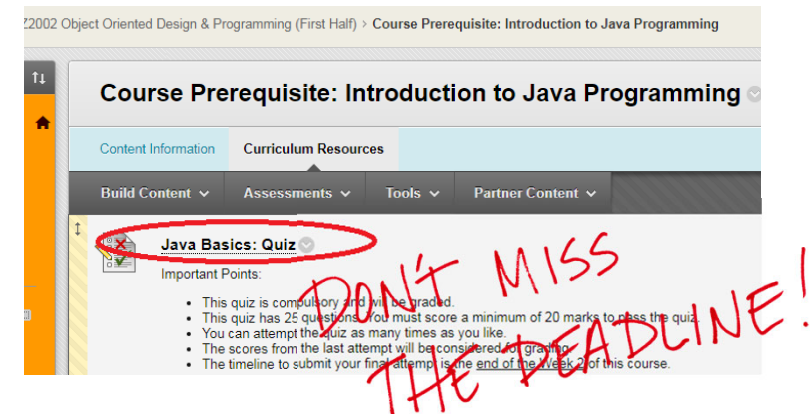 Z2002 Object Oriented Design & Programming (First Half) > Course Prerequisite: Introduction to Java Programming
Course Prerequisite: Introduction to Java Programming
Content Information Curriculum Resources
Build Content Assessments Tools Partner Content
Java Basics: Quiz
Important Points:
• This quiz is compulsory and will be graded.
• This quiz has 25 questions. You must score a minimum of 20 marks to pass the quiz.
• You can attempt the quiz as many times as you like.
• The scores from the last attempt will be considered for grading.
• The timeline to submit your final attempt is the end of the Week 2 of this course.
DON'T MISS
THE DEADLINE!